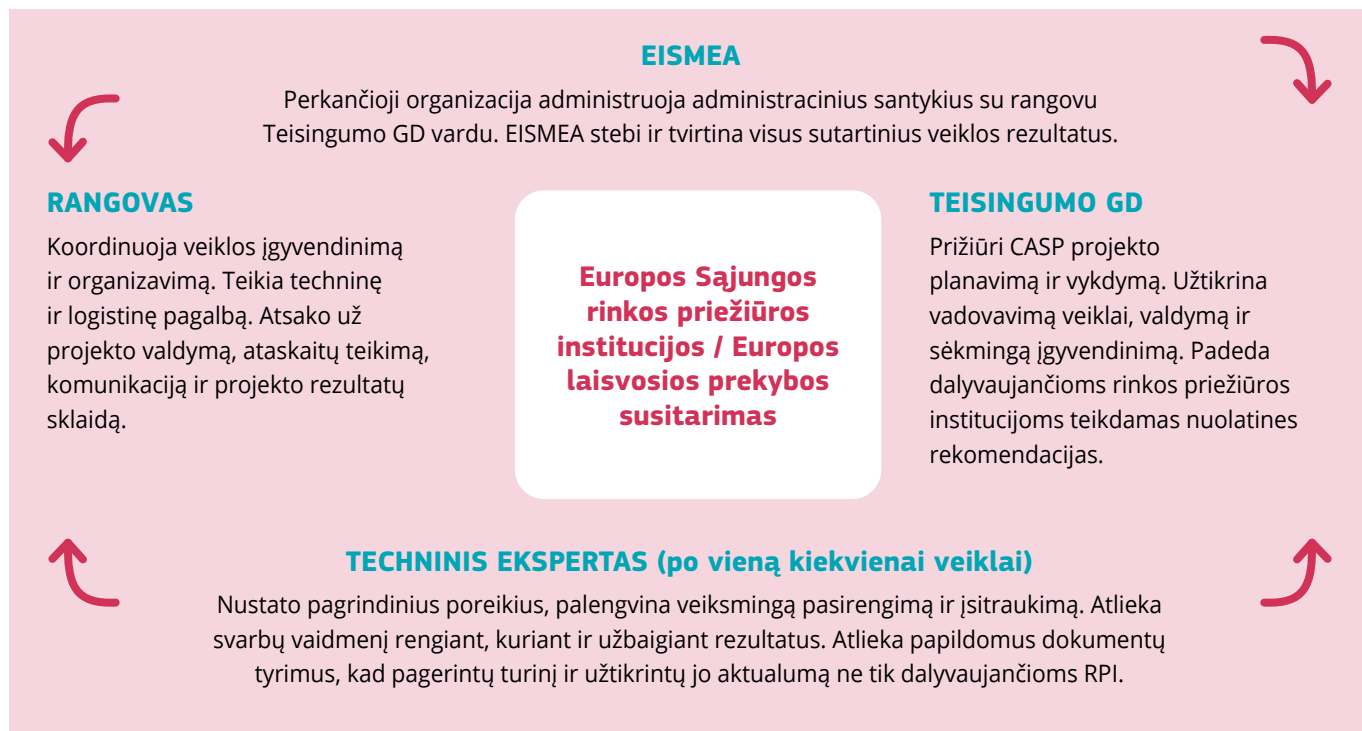 EISMEA
Perkančioji organizacija administruoja administracinius santykius su rangovu
Teisingumo GD vardu. EISMEA stebi ir tvirtina visus sutartinius veiklos rezultatus.
RANGOVAS
Koordinuoja veiklos įgyvendinimą
ir organizavimą. Teikia techninę
ir logistinę pagalbą. Atsako už
projekto valdymą, ataskaitų teikimą,
komunikaciją ir projekto rezultatų
sklaidą.
Europos Sąjungos
rinkos priežiūros
institucijos / Europos
laisvosios prekybos
susitarimas
TEISINGUMO GD
Prižiūri CASP projekto
planavimą ir vykdymą. Užtikrina
vadovavimą veiklai, valdymą ir
sėkmingą įgyvendinimą. Padeda
dalyvaujančioms rinkos priežiūros
institucijoms teikdamas nuolatines
rekomendacijas.
TECHNINIS EKSPERTAS (po vieną kiekvienai veiklai)
Nustato pagrindinius poreikius, palengvina veiksmingą pasirengimą ir įsitraukimą. Atlieka
svarbų vaidmenį rengiant, kuriant ir užbaigiant rezultatus. Atlieka papildomus dokumentų
tyrimus, kad pagerintų turinį ir užtikrintų jo aktualumą ne tik dalyvaujančioms RPI.